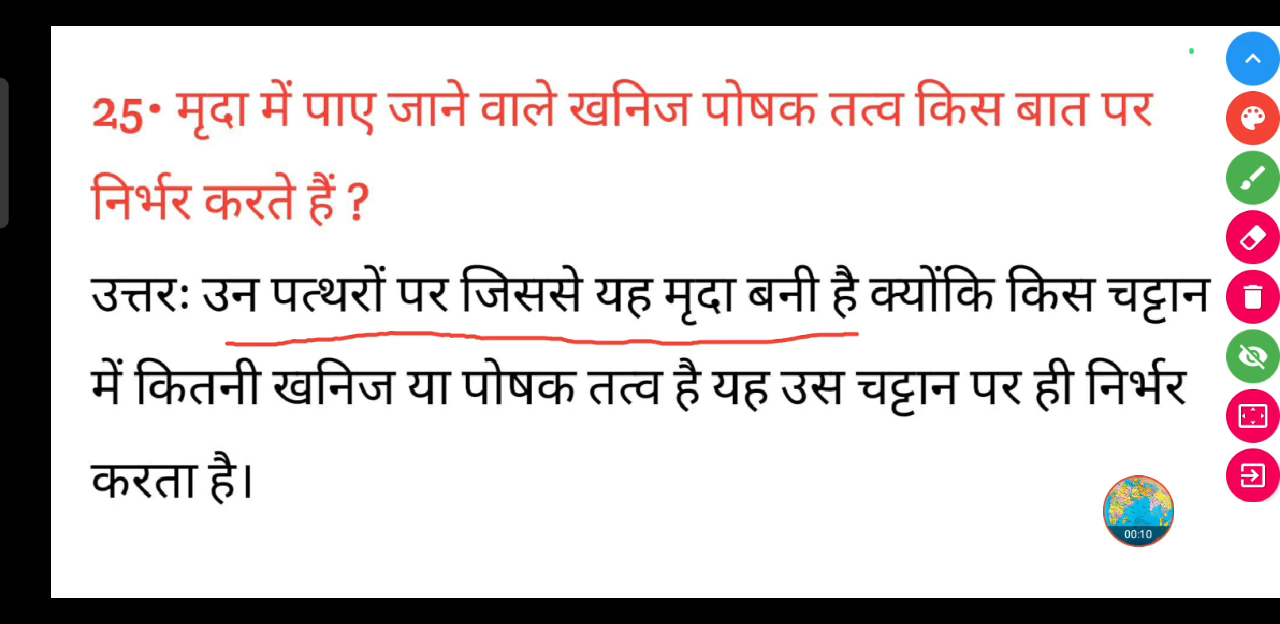 25• मृदा में पाए जाने वाले खनिज पोषक तत्व किस बात पर
निर्भर करते हैं ?
उत्तर: उन पत्थरों पर जिससे यह मृदा बनी है क्योंकि किस चट्टान
में कितनी खनिज या पोषक तत्व है यह उस चट्टान पर ही निर्भर
करता है।
00:10